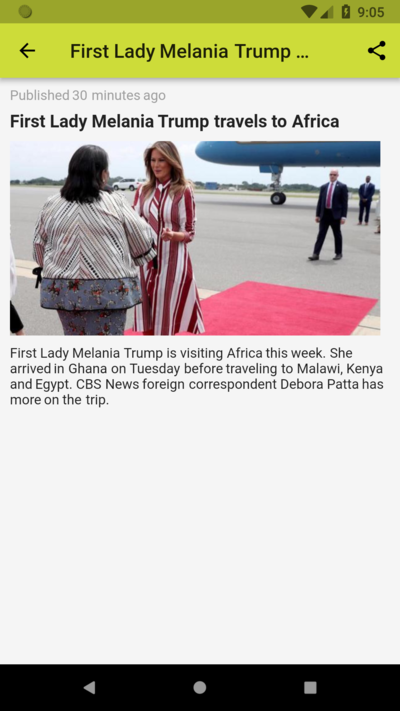 9:05
First Lady Melania Trump ...
Published 30 minutes ago
First Lady Melania Trump travels to Africa
First Lady Melania Trump is visiting Africa this week. She
arrived in Ghana on Tuesday before traveling to Malawi, Kenya
and Egypt. CBS News foreign correspondent Debora Patta has
more on the trip.